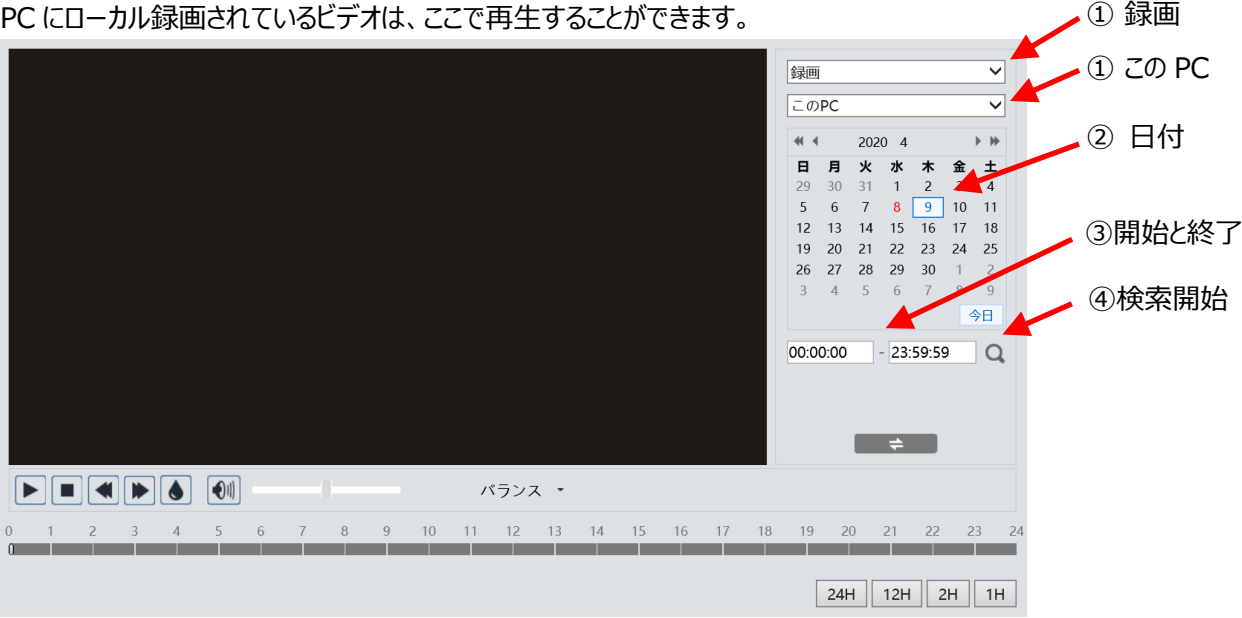 PC にローカル録画されているビデオは、ここで再生することができます。
① 録画
① この PC
② 日付
③開始と終了
④検索開始
録画
このPC
2020 4
日 月 火 水 木 金 土
29 30 31 1 2 3 4
5 6 7 8 9 10 11
12 13 14 15 16 17 18
19 20 21 22 23 24 25
26 27 28 29 30 1 2
3 4 5 6 7 8 9
今日
00:00:00 - 23:59:59
バランス
0 1 2 3 4 5 6 7 8 9 10 11 12 13 14 15 16 17 18 19 20 21 22 23 24
24H 12H 2H 1H